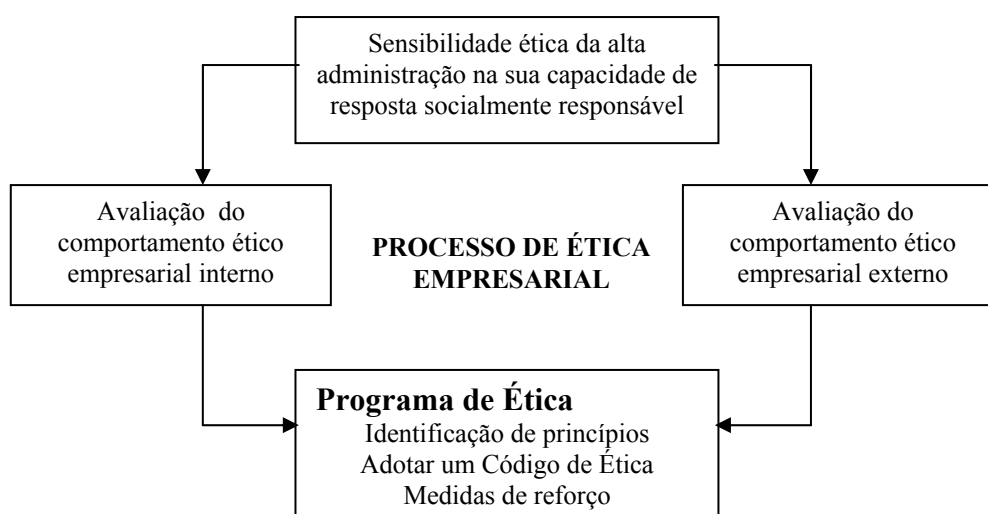 Sensibilidade ética da alta
administração na sua capacidade de
resposta socialmente responsável
Avaliação do
comportamento ético
empresarial interno
PROCESSO DE ÉTICA
EMPRESARIAL
Avaliação do
comportamento ético
empresarial externo
Programa de Ética
Identificação de princípios
Adotar um Código de Ética
Medidas de reforço